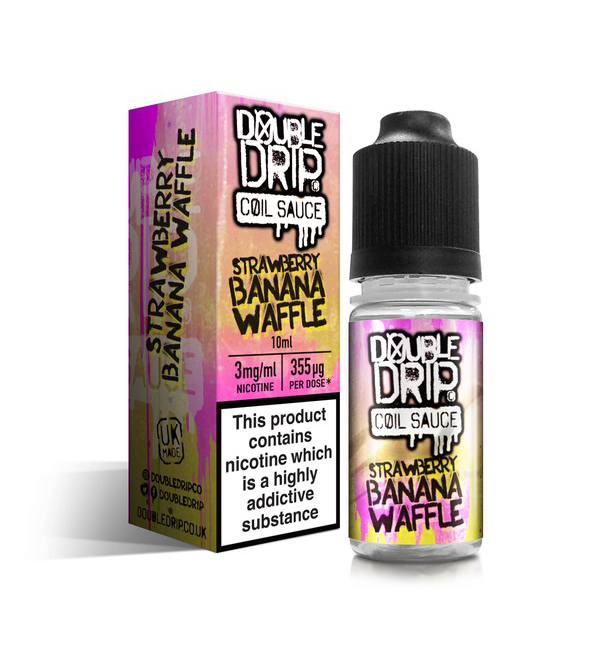 STRAWBERRY
BANANA WAFFLE
UK
MADE
DOUBLEDRIPCO
DOUBLEDRIP
DOUBLEDRIP.CO.UK
DOUBLE
DRIP
COIL SAUCE
STRAWBERRY
BANANA
WAFFLE
10ml
3mg/ml 355µg
NICOTINE PER DOSE*
This product
contains
nicotine which
is a highly
addictive
substance
DOUBLE
DRIP
CØIL SAUCE
STRAWBERRY
BANANA
WAFFLE